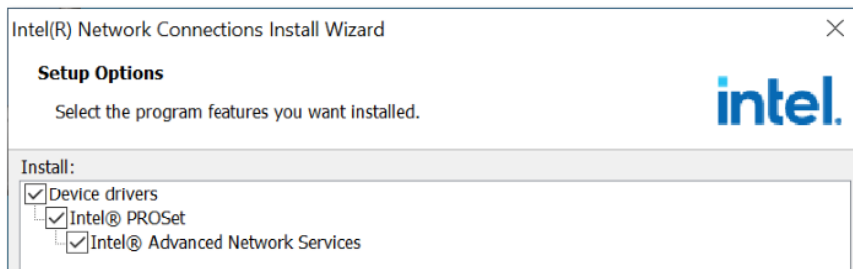 Intel(R) Network Connections Install Wizard
Setup Options
Select the program features you want installed.
intel.
Install:
Device drivers
Intel® PROSet
Intel® Advanced Network Services